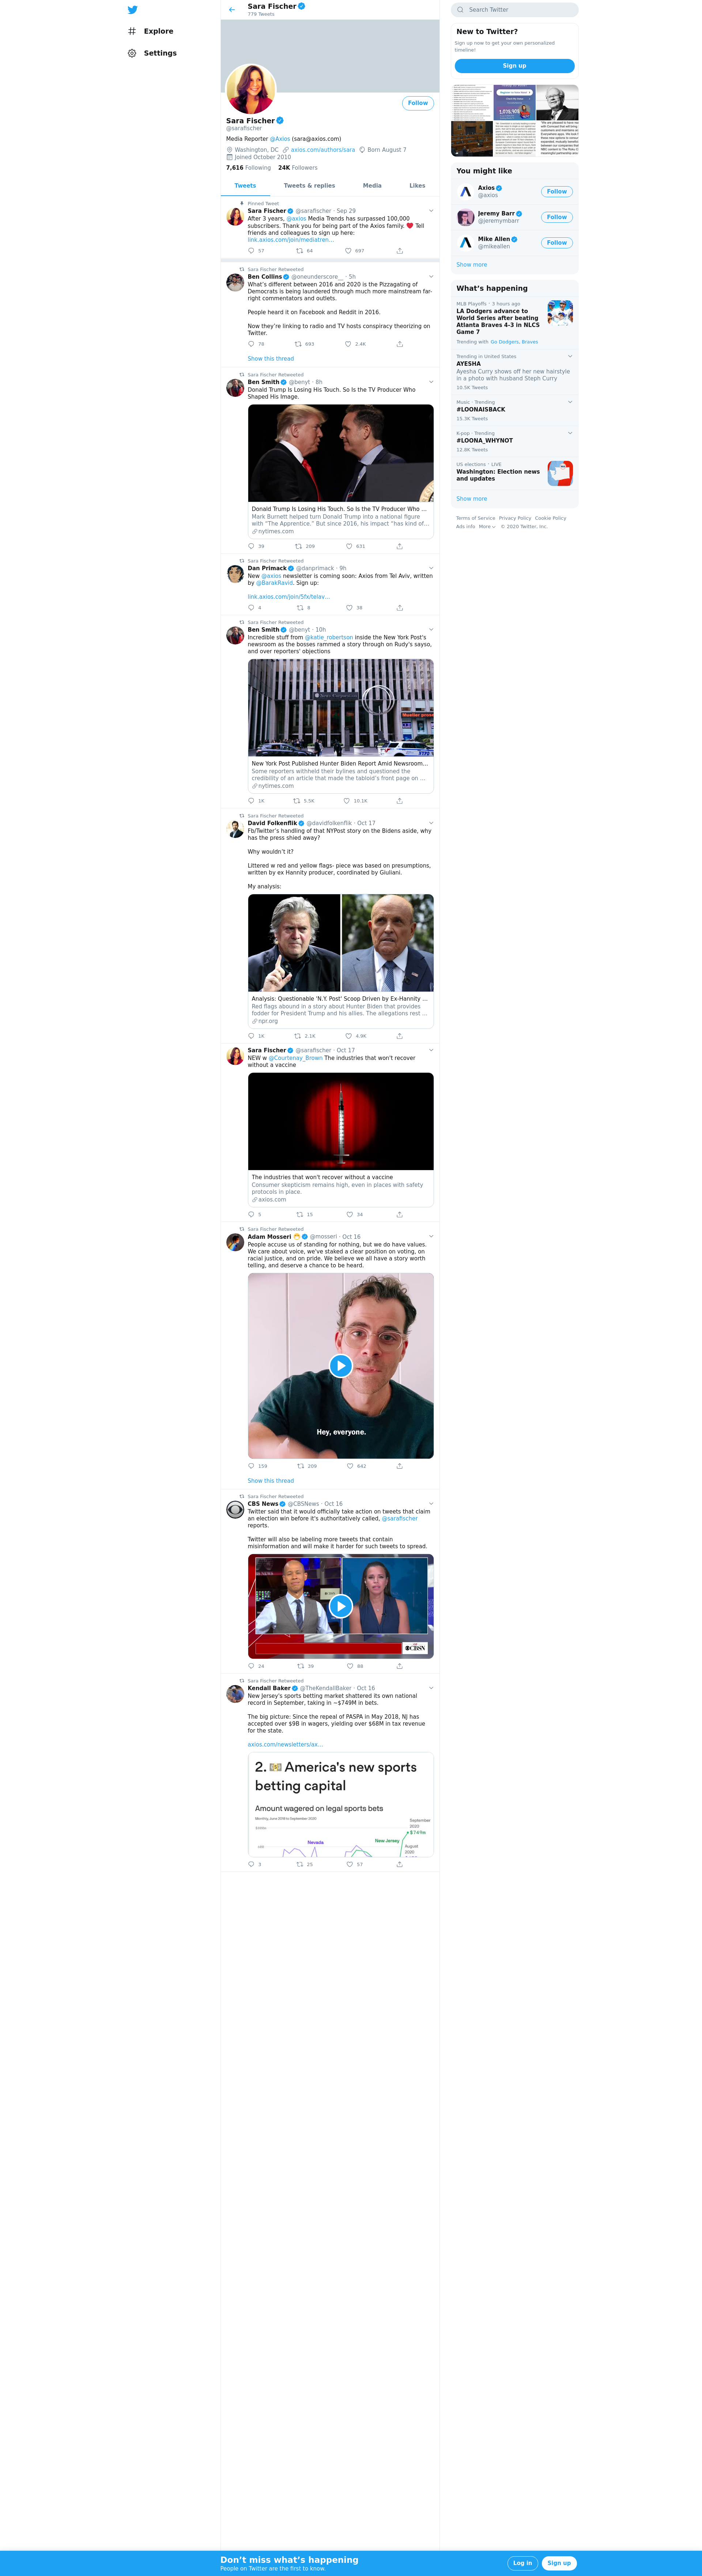 Explore
Settings
Sara Fischer
779 Tweets
Follow
Sara Fischer
@sarafischer
Media Reporter @Axios (sara@axios.com)
Washington, DC axios.com/authors/sara Born August 7
Joined October 2010
7,616 Following 24K Followers
Tweets Tweets & replies Media Likes
Pinned Tweet
Sara Fischer @sarafischer · Sep 29
After 3 years, @axios Media Trends has surpassed 100,000
subscribers. Thank you for being part of the Axios family. ❤️ Tell
friends and colleagues to sign up here:
link.axios.com/join/mediatren…
57 64 697
Sara Fischer Retweeted
Ben Collins @oneunderscore__ · 5h
What's different between 2016 and 2020 is the Pizzagating of
Democrats is being laundered through much more mainstream far-
right commentators and outlets.
People heard it on Facebook and Reddit in 2016.
Now they're linking to radio and TV hosts conspiracy theorizing on
Twitter.
78 693 2.4K
Show this thread
Sara Fischer Retweeted
Ben Smith @benyt · 8h
Donald Trump Is Losing His Touch. So Is the TV Producer Who
Shaped His Image.
Donald Trump Is Losing His Touch. So Is the TV Producer Who …
Mark Burnett helped turn Donald Trump into a national figure
with "The Apprentice." But since 2016, his impact "has kind of…
nytimes.com
39 209 631
Sara Fischer Retweeted
Dan Primack @danprimack · 9h
New @axios newsletter is coming soon: Axios from Tel Aviv, written
by @BarakRavid. Sign up:
link.axios.com/join/5fx/telav…
4 6 38
Sara Fischer Retweeted
Ben Smith @benyt · 10h
Incredible stuff from @katie_robertson inside the New York Post's
newsroom as the bosses rammed a story through on Rudy's sayso,
and over reporters' objections
New York Post Published Hunter Biden Report Amid Newsroom…
Some reporters withheld their bylines and questioned the
credibility of an article that made the tabloid's front page on …
nytimes.com
1K 5.5K 10.1K
Sara Fischer Retweeted
David Folkenflik @davidfolkenflik · Oct 17
Fb/Twitter's handling of that NYPost story on the Bidens aside, why
has the press shied away?
Why wouldn't it?
Littered w red and yellow flags- piece was based on presumptions,
written by ex Hannity producer, coordinated by Giuliani.
My analysis:
Analysis: Questionable 'N.Y. Post' Scoop Driven by Ex-Hannity …
Red flags abound in a story about Hunter Biden that provides
fodder for President Trump and his allies. The allegations rest …
npr.org
1K 2.1K 4.9K
Sara Fischer @sarafischer · Oct 17
NEW w @Courtenay_Brown The industries that won't recover
without a vaccine
The industries that won't recover without a vaccine
Consumer skepticism remains high, even in places with safety
protocols in place.
axios.com
5 15 34
Sara Fischer Retweeted
Adam Mosseri @mosseri · Oct 16
People accuse us of standing for nothing, but we do have values.
We care about voice, we've staked a clear position on voting, on
racial justice, and on pride. We believe we all have a story worth
telling, and deserve a chance to be heard.
Hey, everyone.
159 209 642
Show this thread
Sara Fischer Retweeted
CBS News @CBSNews · Oct 16
Twitter said that it would officially take action on tweets that claim
an election win before it's authoritatively called, @sarafischer
reports.
Twitter will also be labeling more tweets that contain
misinformation and will make it harder for such tweets to spread.
CBSN
24 39 88
Sara Fischer Retweeted
Kendall Baker @TheKendallBaker · Oct 16
New Jersey's sports betting market shattered its own national
record in September, taking in ~$749M in bets.
The big picture: Since the repeal of PASPA in May 2018, NJ has
accepted over $9B in wagers, yielding over $68M in tax revenue
for the state.
axios.com/newsletters/ax…
2. America's new sports
betting capital
Amount wagered on legal sports bets
Monthly, June 2018 to September 2020
September
2020
Nevada
New Jersey
August
2020
3 25 57
Search Twitter
New to Twitter?
Sign up now to get your own personalized
timeline!
Sign up
You might like
Axios
@axios
Follow
Jeremy Barr
@jeremymbarr
Follow
Mike Allen
@mikeallen
Follow
Show more
What's happening
MLB Playoffs · 3 hours ago
LA Dodgers advance to
World Series after beating
Atlanta Braves 4-3 in NLCS
Game 7
Trending with Go Dodgers, Braves
Trending in United States
AYESHA
Ayesha Curry shows off her new hairstyle
in a photo with husband Steph Curry
10.5K Tweets
Music · Trending
#LOONAISBACK
15.3K Tweets
K-pop · Trending
#LOONA_WHYNOT
12.8K Tweets
US elections · LIVE
Washington: Election news
and updates
Show more
Terms of Service Privacy Policy Cookie Policy
Ads info More © 2020 Twitter, Inc.
Don't miss what's happening
People on Twitter are the first to know.
Log in Sign up